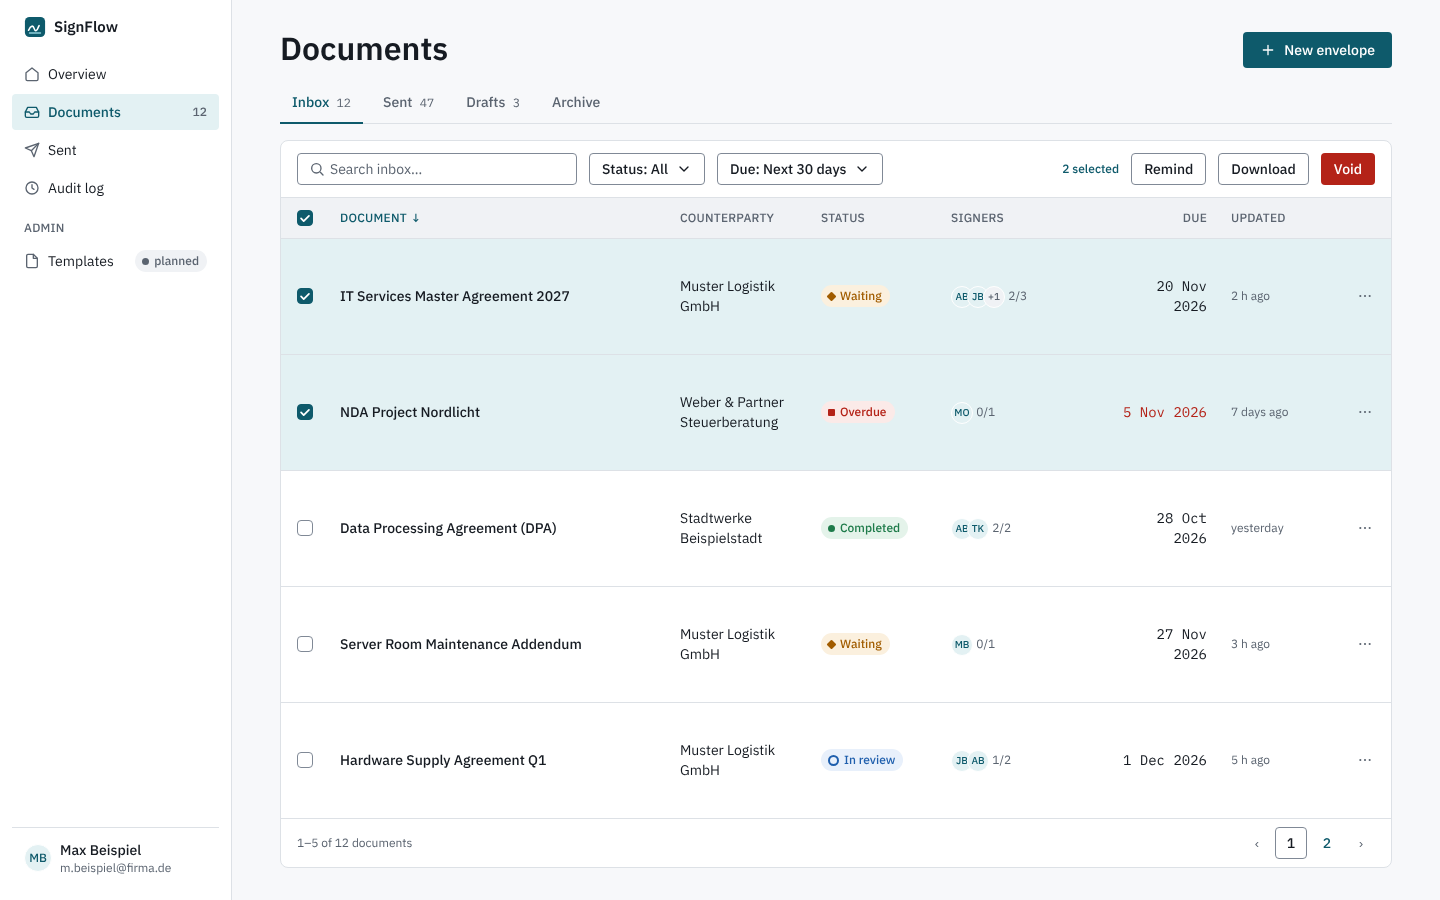 SignFlow
Overview
Documents 12
Sent
Audit log
ADMIN
Templates planned
Max Beispiel
m.beispiel@firma.de
Documents
New envelope
Inbox 12 Sent 47 Drafts 3 Archive
Search inbox... Status: All Due: Next 30 days 2 selected Remind Download Void
DOCUMENT ↓ COUNTERPARTY STATUS SIGNERS DUE UPDATED
IT Services Master Agreement 2027
Muster Logistik
GmbH
Waiting
AB JB +1 2/3
20 Nov
2026
2 h ago ...
NDA Project Nordlicht
Weber & Partner
Steuerberatung
Overdue
MO 0/1
5 Nov 2026
7 days ago ...
Data Processing Agreement (DPA)
Stadtwerke
Beispielstadt
Completed
AB TK 2/2
28 Oct
2026
yesterday ...
Server Room Maintenance Addendum
Muster Logistik
GmbH
Waiting
MB 0/1
27 Nov
2026
3 h ago ...
Hardware Supply Agreement Q1
Muster Logistik
GmbH
In review
JB AB 1/2
1 Dec 2026
5 h ago ...
1–5 of 12 documents
‹ 1 2 ›